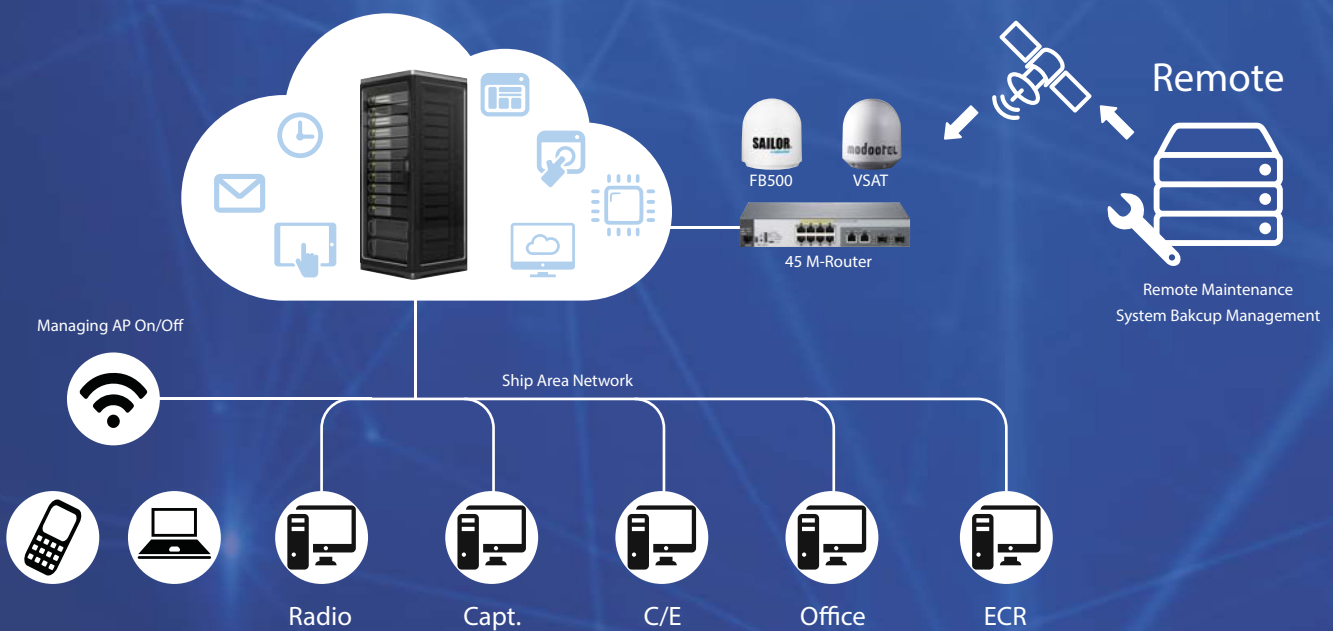 Remote
SAILOR
modootel
FB500
VSAT
45 M-Router
Remote Maintenance
System Bakcup Management
Managing AP On/Off
Ship Area Network
Radio
Capt.
C/E
Office
ECR